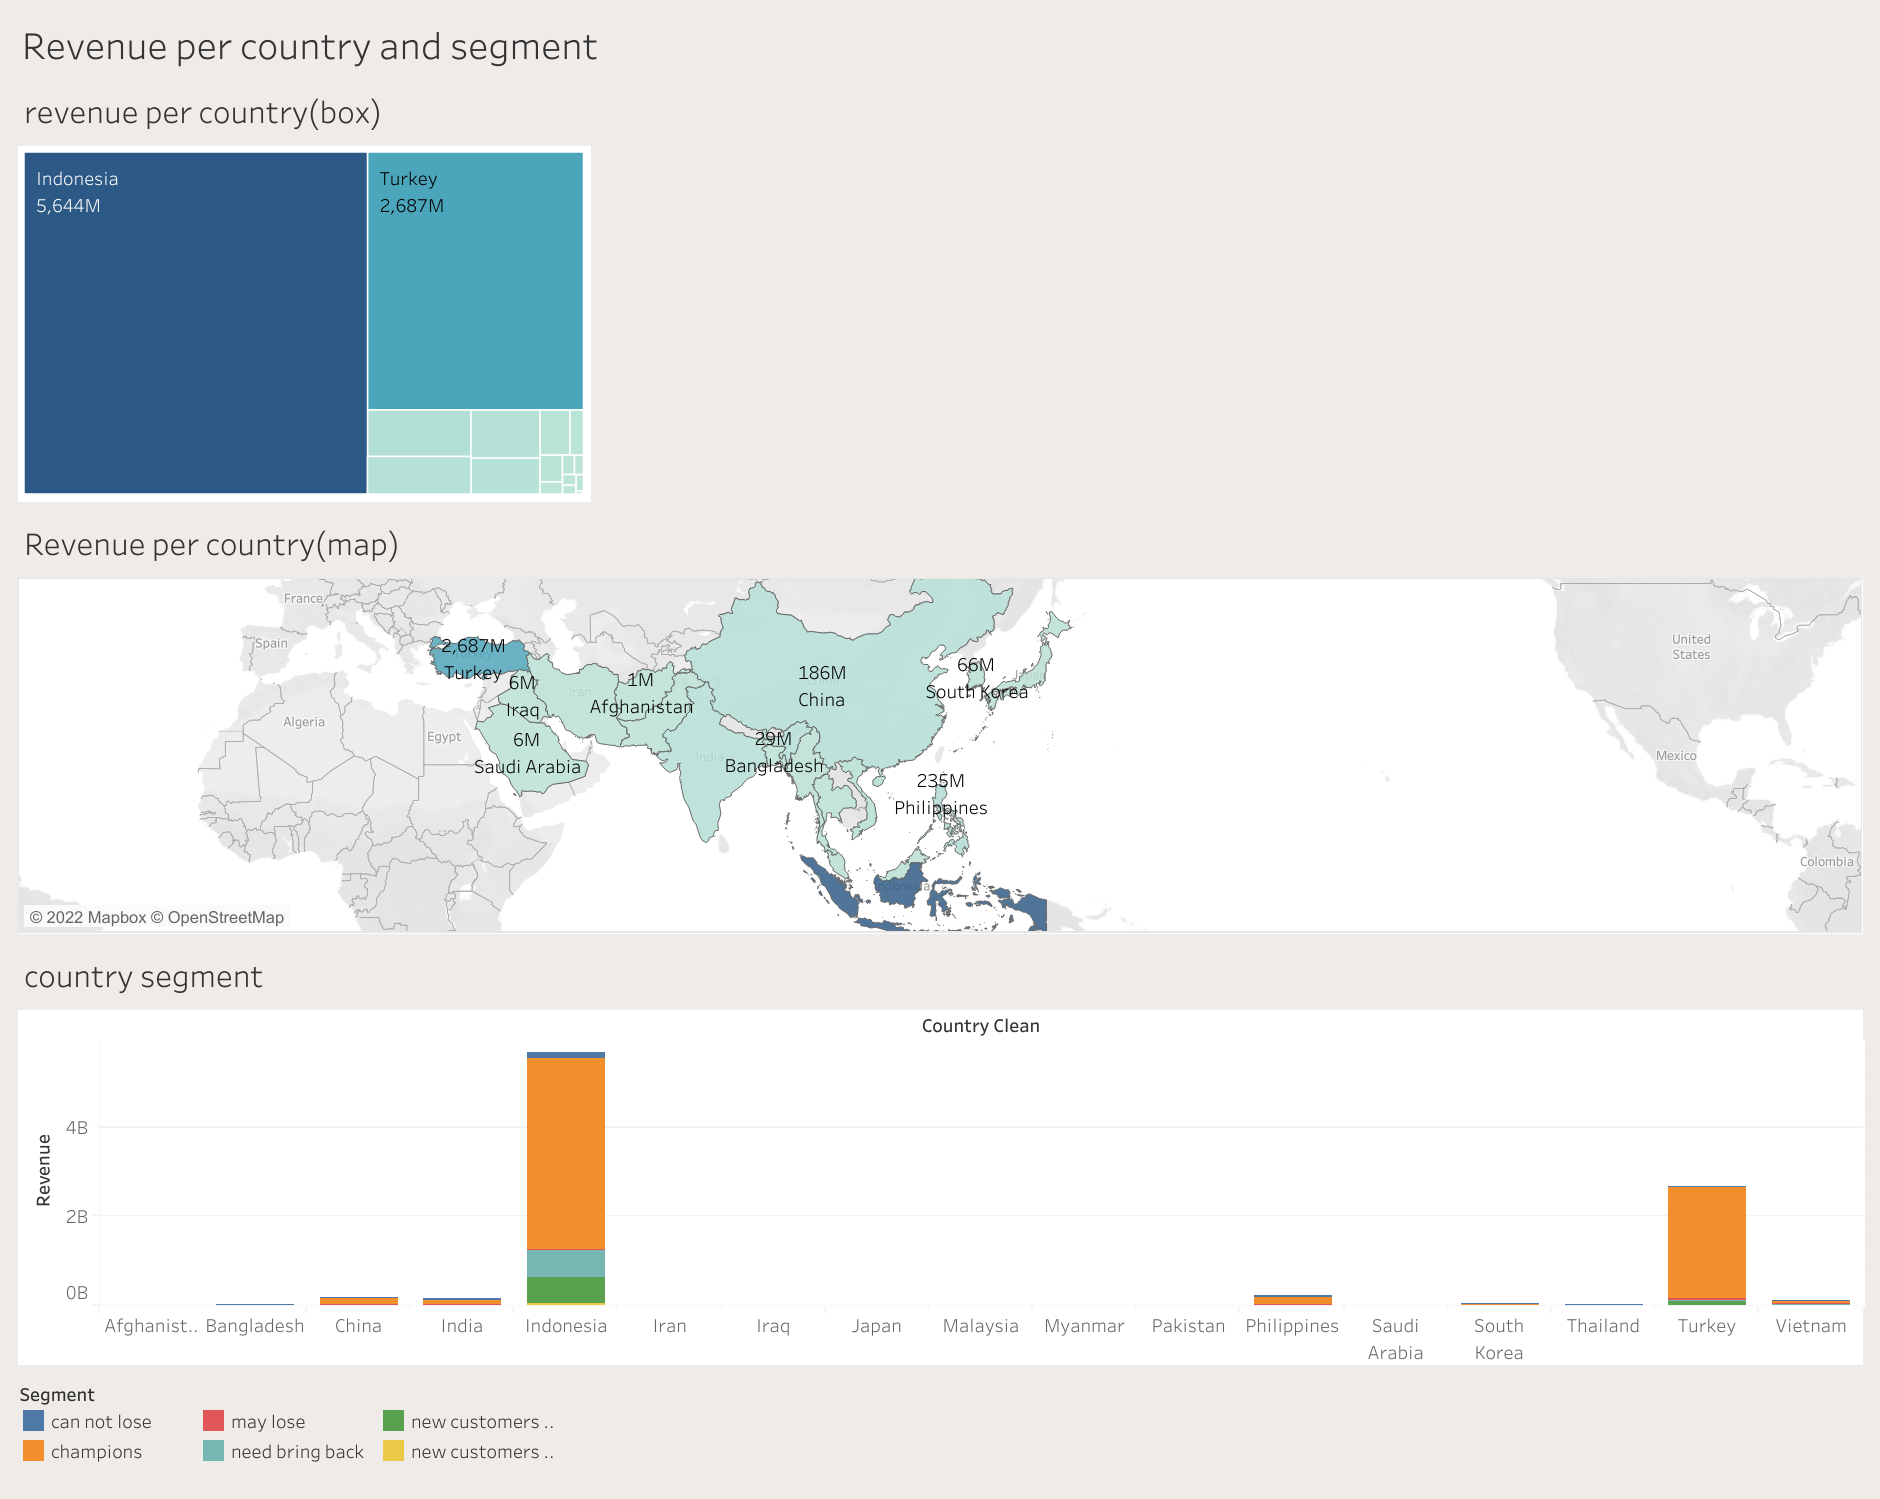 Revenue per country and segment
revenue per country(box)
Indonesia
5,644M
Turkey
2,687M
Revenue per country(map)
France
Spain
Algeria
Egypt
2,687M
Turkey
6M
Iraq
6M
Saudi Arabia
Iran
1M
Afghanistan
India
29M
Bangladesh
186M
China
66M
South Korea
235M
Philippines
Indonesia
United
States
Mexico
Colombia
© 2022 Mapbox © OpenStreetMap
country segment
Country Clean
Revenue
4B
2B
0B
Afghanist..
Bangladesh
China
India
Indonesia
Iran
Iraq
Japan
Malaysia
Myanmar
Pakistan
Philippines
Saudi
Arabia
South
Korea
Thailand
Turkey
Vietnam
Segment
can not lose
may lose
new customers ..
champions
need bring back
new customers ..